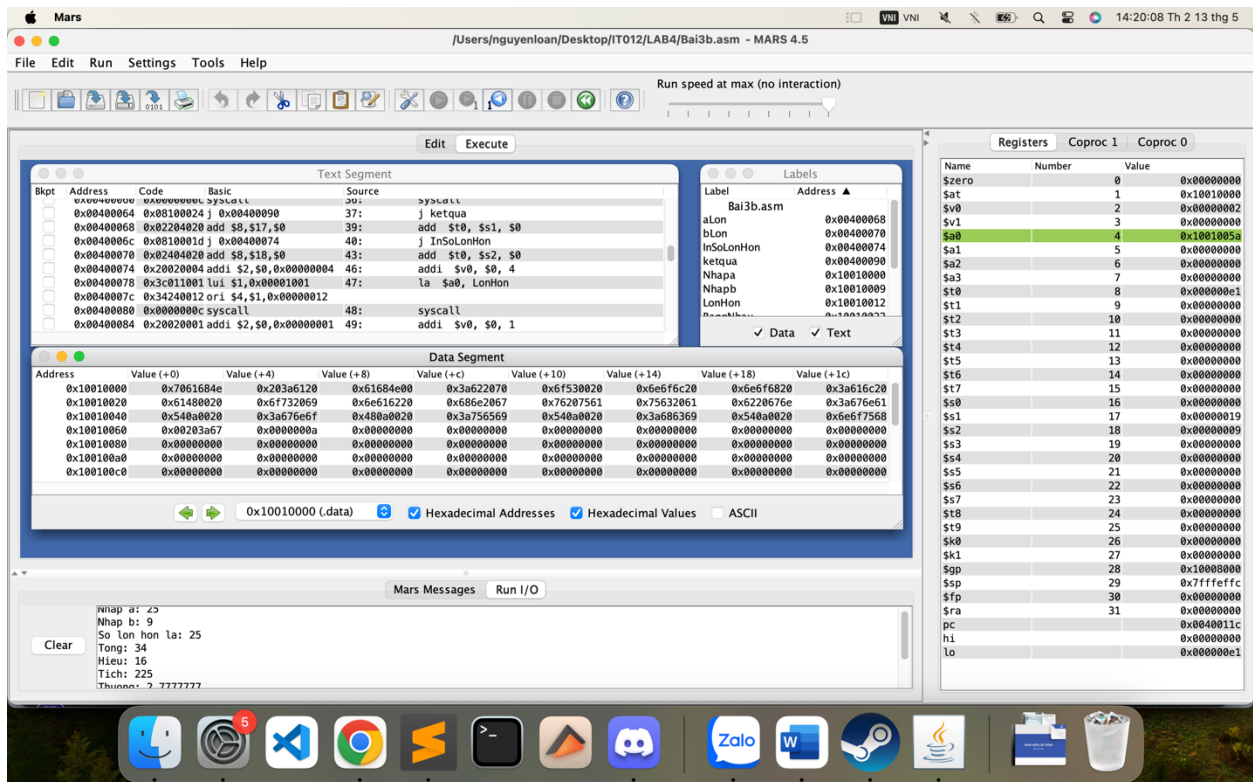 Mars VNI VNI 14:20:08 Th 2 13 thg 5
/Users/nguyenloan/Desktop/IT012/LAB4/Bai3b.asm - MARS 4.5
File Edit Run Settings Tools Help
Run speed at max (no interaction)
Edit Execute
Text Segment
Bkpt Address Code Basic Source
0x00400060 0x0000000c syscall 36: syscall
0x00400064 0x08100024 j 0x00400090 37: j ketqua
0x00400068 0x02204020 add $8,$17,$0 39: add $t0, $s1, $0
0x0040006c 0x0810001d j 0x00400074 40: j InSoLonHon
0x00400070 0x02404020 add $8,$18,$0 43: add $t0, $s2, $0
0x00400074 0x20020004 addi $2,$0,0x00000004 46: addi $v0, $0, 4
0x00400078 0x3c011001 lui $1,0x00001001 47: la $a0, LonHon
0x0040007c 0x34240012 ori $4,$1,0x00000012
0x00400080 0x0000000c syscall 48: syscall
0x00400084 0x20020001 addi $2,$0,0x00000001 49: addi $v0, $0, 1
Labels
Label Address ▲
Bai3b.asm
aLon 0x00400068
bLon 0x00400070
InSoLonHon 0x00400074
ketqua 0x00400090
Nhapa 0x10010000
Nhapb 0x10010009
LonHon 0x10010012
Data Text
Data Segment
Address Value (+0) Value (+4) Value (+8) Value (+c) Value (+10) Value (+14) Value (+18) Value (+1c)
0x10010000 0x7061684e 0x203a6120 0x61684e00 0x3a622070 0x6f530020 0x6e6f6c20 0x6e6f6820 0x3a616c20
0x10010020 0x61480020 0x6f732069 0x6e616220 0x686e2067 0x76207561 0x75632061 0x6220676e 0x3a676e61
0x10010040 0x540a0020 0x3a676e6f 0x480a0020 0x3a756569 0x540a0020 0x3a686369 0x540a0020 0x6e6f7568
0x10010060 0x00203a67 0x0000000a 0x00000000 0x00000000 0x00000000 0x00000000 0x00000000 0x00000000
0x10010080 0x00000000 0x00000000 0x00000000 0x00000000 0x00000000 0x00000000 0x00000000 0x00000000
0x100100a0 0x00000000 0x00000000 0x00000000 0x00000000 0x00000000 0x00000000 0x00000000 0x00000000
0x100100c0 0x00000000 0x00000000 0x00000000 0x00000000 0x00000000 0x00000000 0x00000000 0x00000000
0x10010000 (.data) Hexadecimal Addresses Hexadecimal Values ASCII
Mars Messages Run I/O
Clear
Nhap a: 25
Nhap b: 9
So lon hon la: 25
Tong: 34
Hieu: 16
Tich: 225
Thuong: 2.7777777
Registers Coproc 1 Coproc 0
Name Number Value
$zero 0 0x00000000
$at 1 0x10010000
$v0 2 0x00000002
$v1 3 0x00000000
$a0 4 0x1001005a
$a1 5 0x00000000
$a2 6 0x00000000
$a3 7 0x00000000
$t0 8 0x000000e1
$t1 9 0x00000000
$t2 10 0x00000000
$t3 11 0x00000000
$t4 12 0x00000000
$t5 13 0x00000000
$t6 14 0x00000000
$t7 15 0x00000000
$s0 16 0x00000000
$s1 17 0x00000019
$s2 18 0x00000009
$s3 19 0x00000000
$s4 20 0x00000000
$s5 21 0x00000000
$s6 22 0x00000000
$s7 23 0x00000000
$t8 24 0x00000000
$t9 25 0x00000000
$k0 26 0x00000000
$k1 27 0x00000000
$gp 28 0x10008000
$sp 29 0x7fffeffc
$fp 30 0x00000000
$ra 31 0x00000000
pc 0x0040011c
hi 0x00000000
lo 0x000000e1
5
Zalo
W